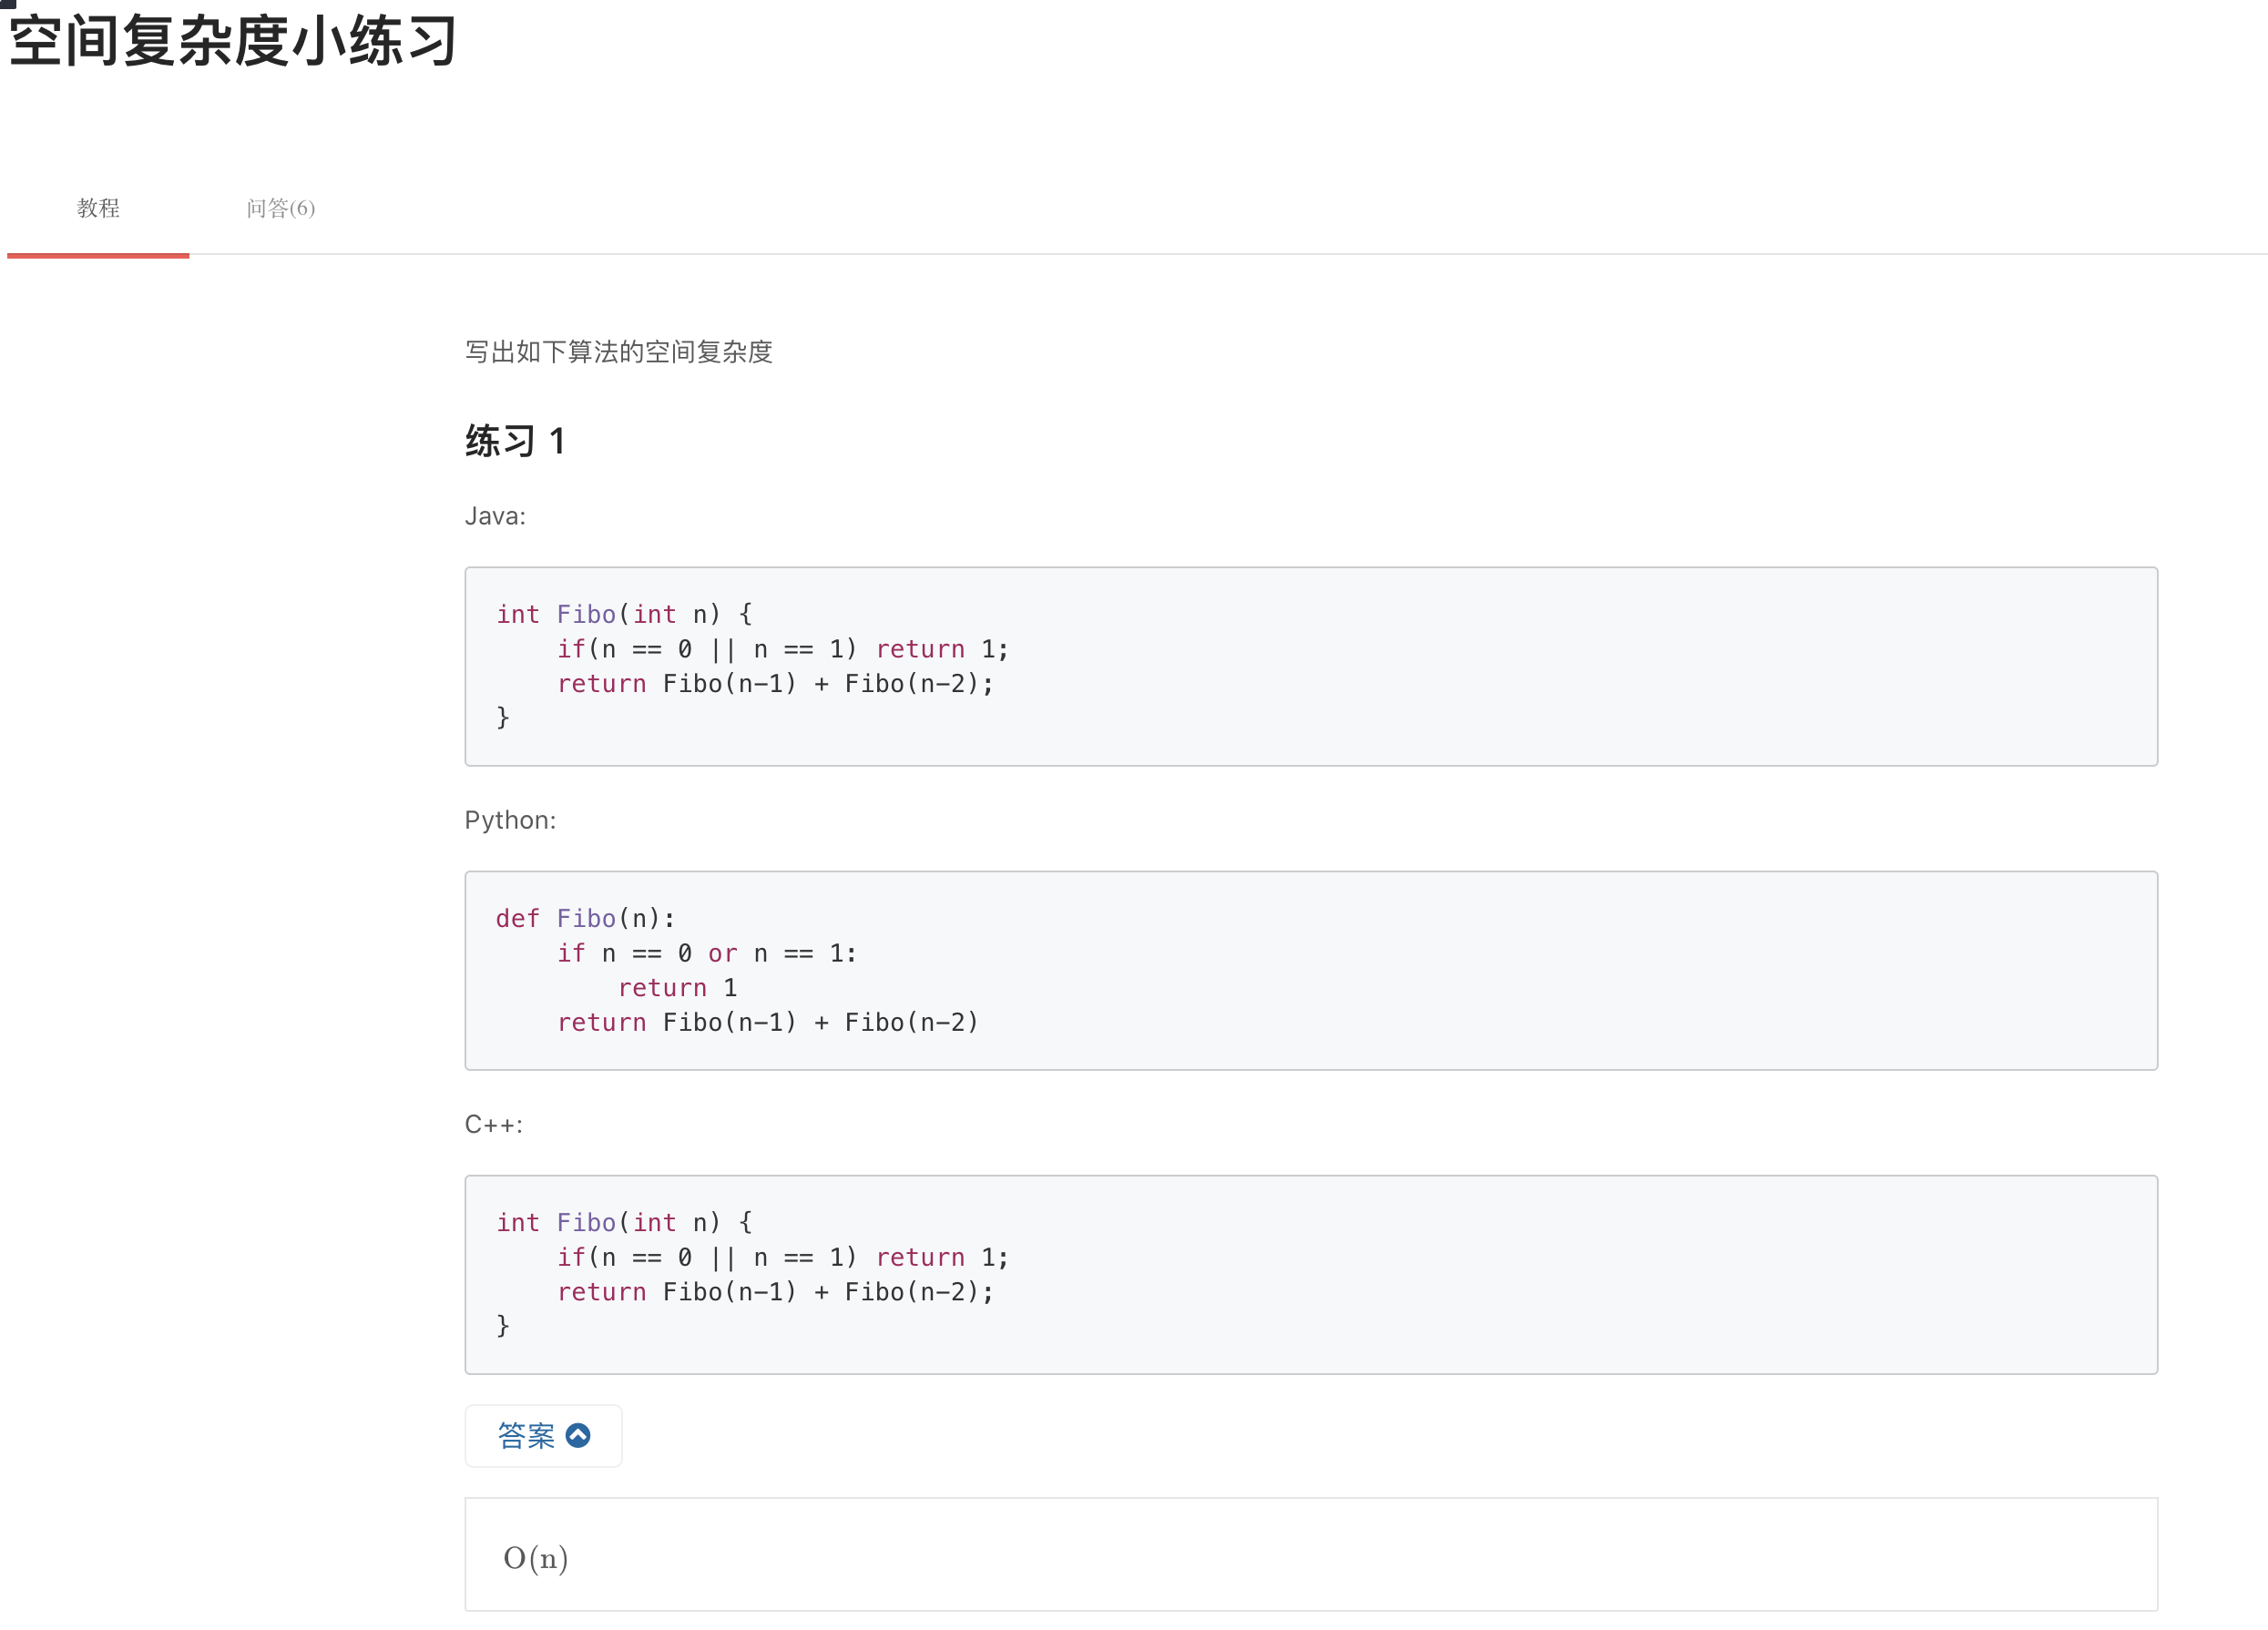 空间复杂度小练习
教程
问答(6)
写出如下算法的空间复杂度
练习 1
Java:
int Fibo(int n) {
    if(n == 0 || n == 1) return 1;
    return Fibo(n-1) + Fibo(n-2);
}
Python:
def Fibo(n):
    if n == 0 or n == 1:
        return 1
    return Fibo(n-1) + Fibo(n-2)
C++:
int Fibo(int n) {
    if(n == 0 || n == 1) return 1;
    return Fibo(n-1) + Fibo(n-2);
}
答案
O(n)